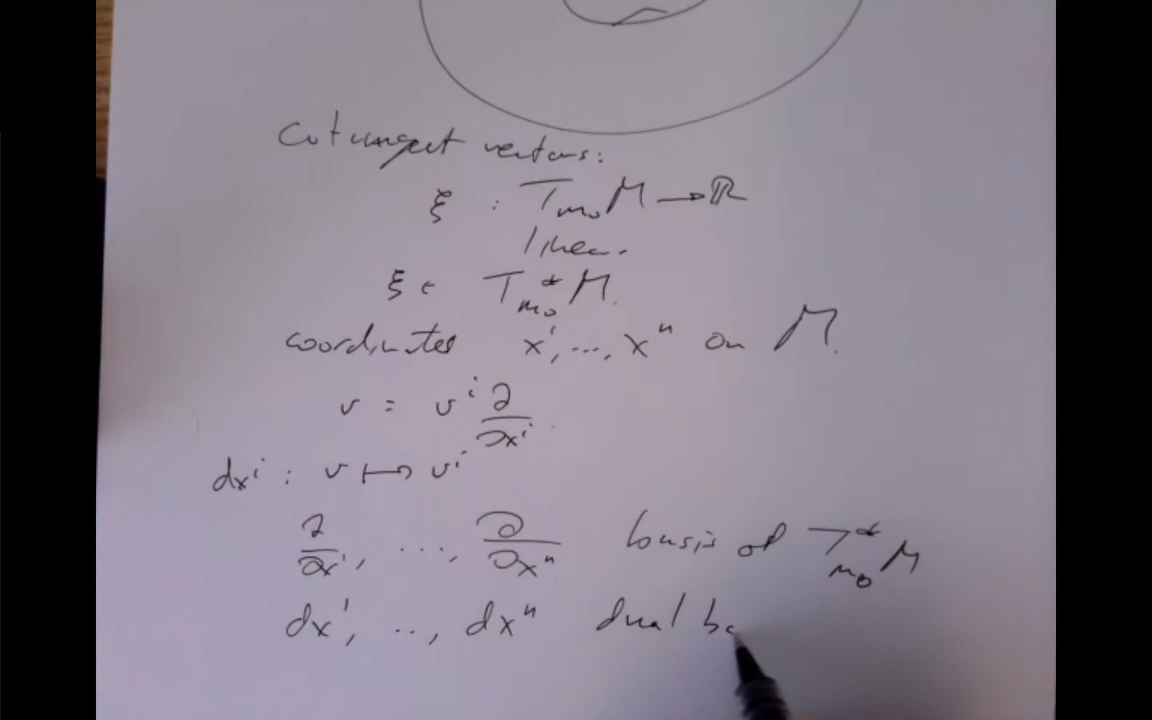 Cotangent vectors:
ξ : T_{m₀}M → ℝ
linear.
ξ ∈ T*_{m₀}M.
coordinates x¹, ..., xⁿ on M.
v = vⁱ ∂/∂xⁱ.
dxⁱ : v ↦ vⁱ
∂/∂x¹, ..., ∂/∂xⁿ basis of T*_{m₀}M
dx¹, .., dxⁿ dual ba